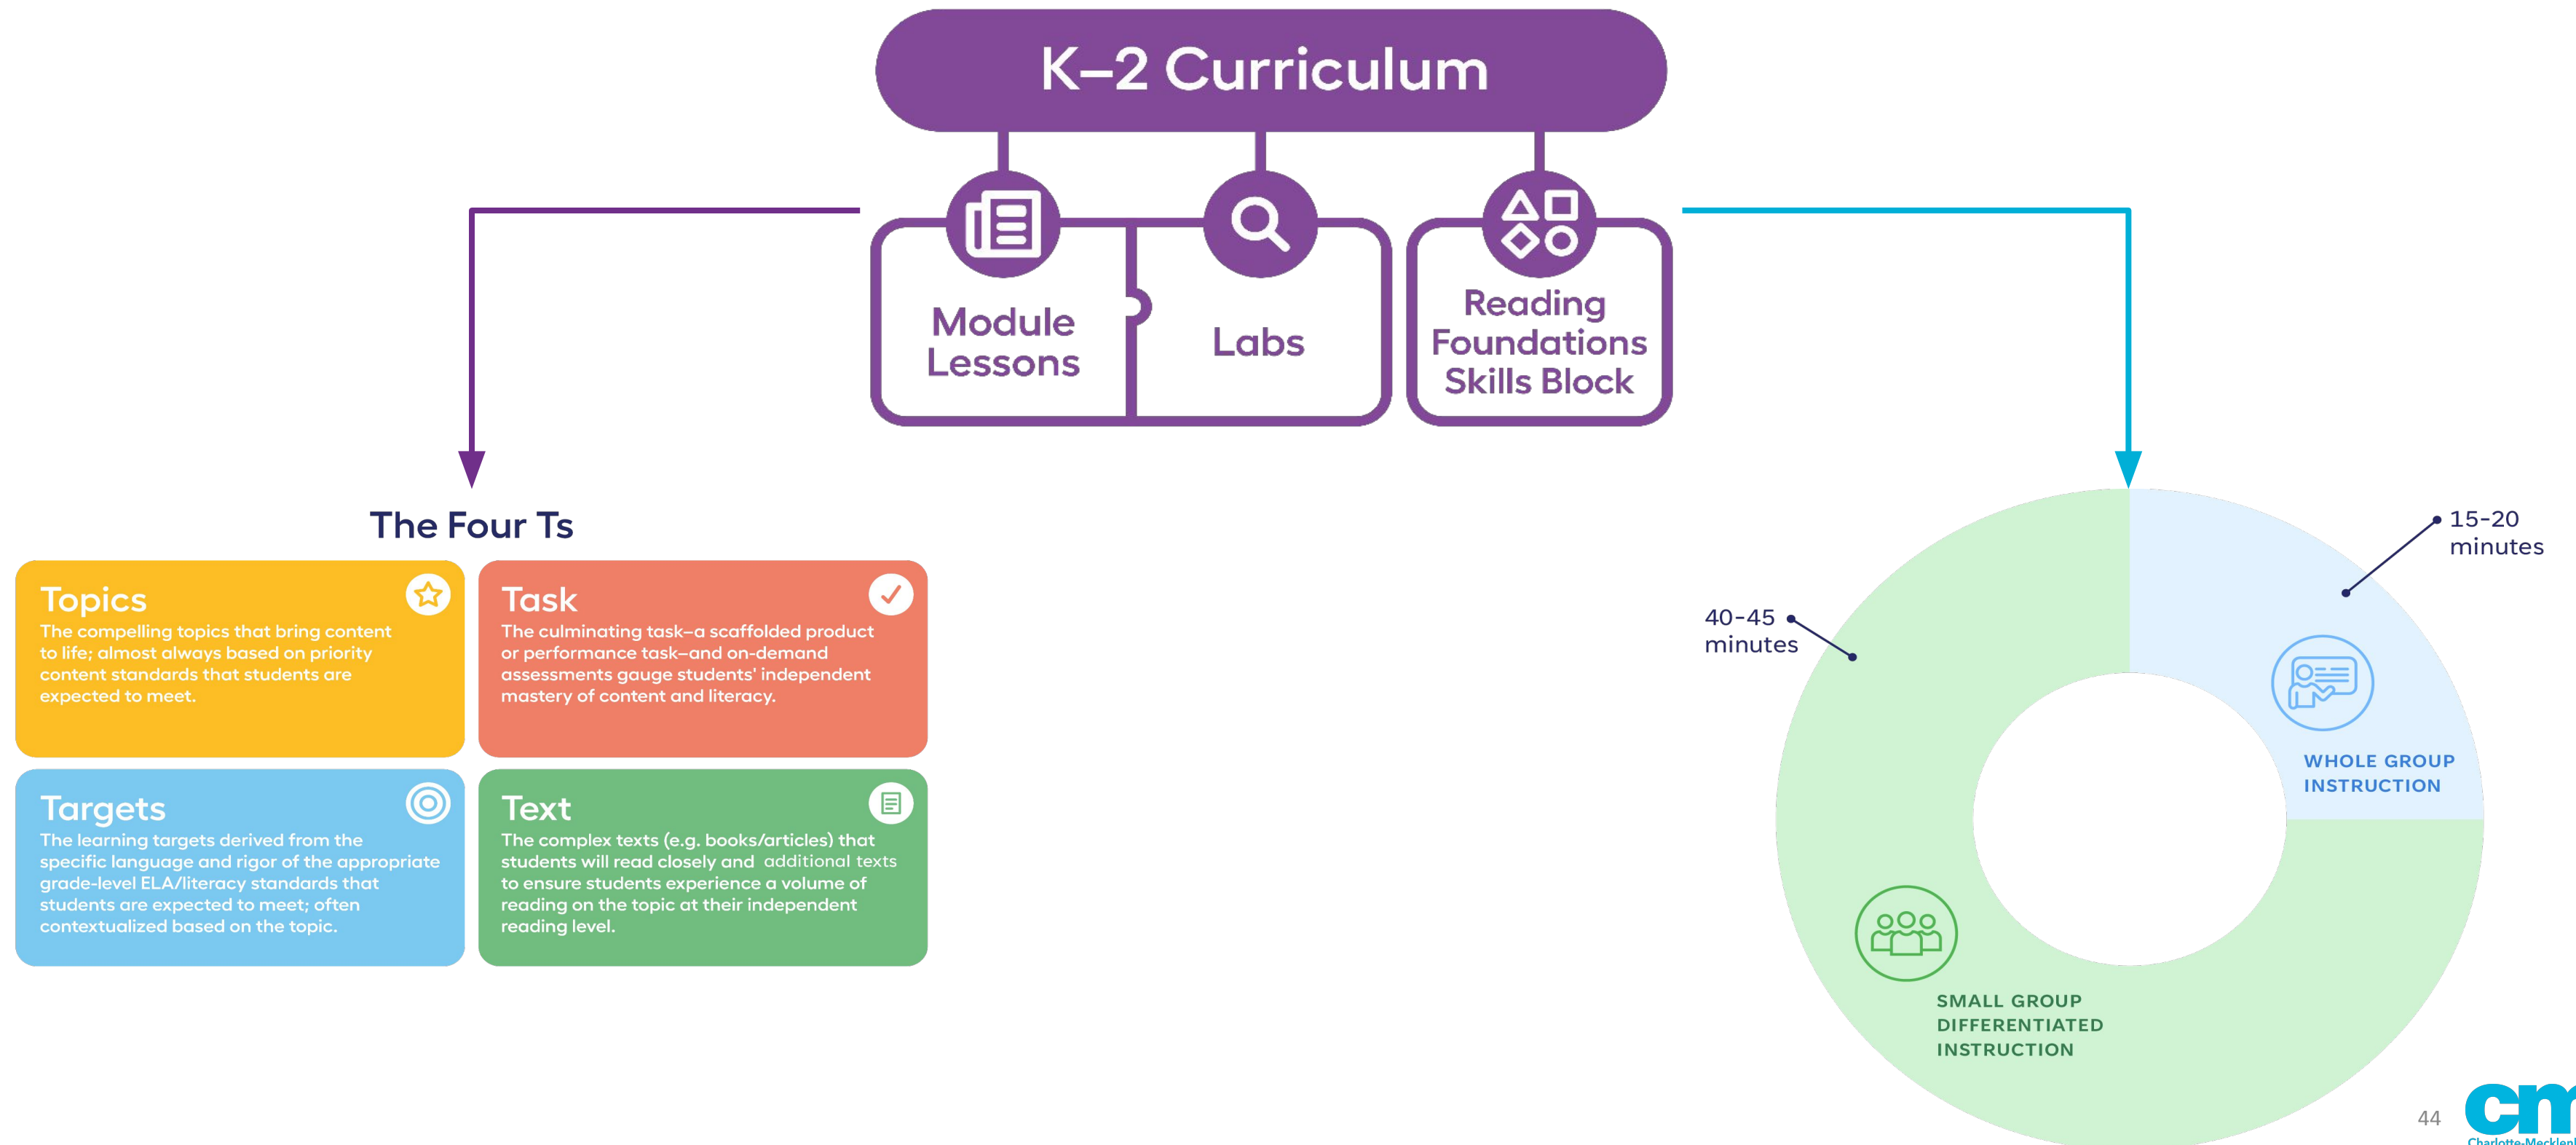 K–2 Curriculum
Module
Lessons
Labs
Reading
Foundations
Skills Block
The Four Ts
Topics
The compelling topics that bring content
to life; almost always based on priority
content standards that students are
expected to meet.
Task
The culminating task–a scaffolded product
or performance task–and on-demand
assessments gauge students' independent
mastery of content and literacy.
Targets
The learning targets derived from the
specific language and rigor of the appropriate
grade-level ELA/literacy standards that
students are expected to meet; often
contextualized based on the topic.
Text
The complex texts (e.g. books/articles) that
students will read closely and additional texts
to ensure students experience a volume of
reading on the topic at their independent
reading level.
15-20
minutes
40-45
minutes
WHOLE GROUP
INSTRUCTION
SMALL GROUP
DIFFERENTIATED
INSTRUCTION
44